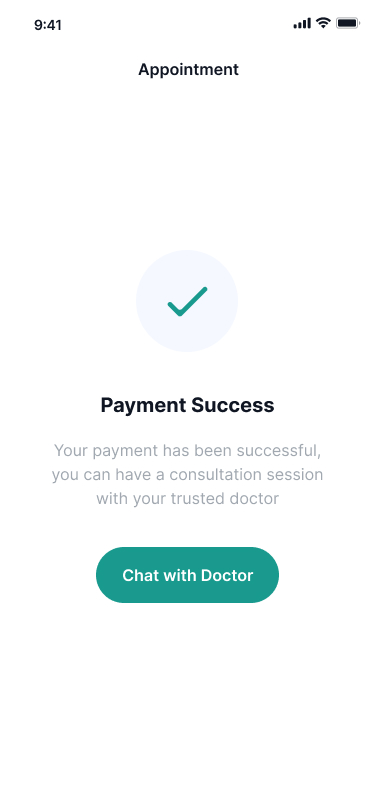 9:41
Appointment
Payment Success
Your payment has been successful,
you can have a consultation session
with your trusted doctor
Chat with Doctor